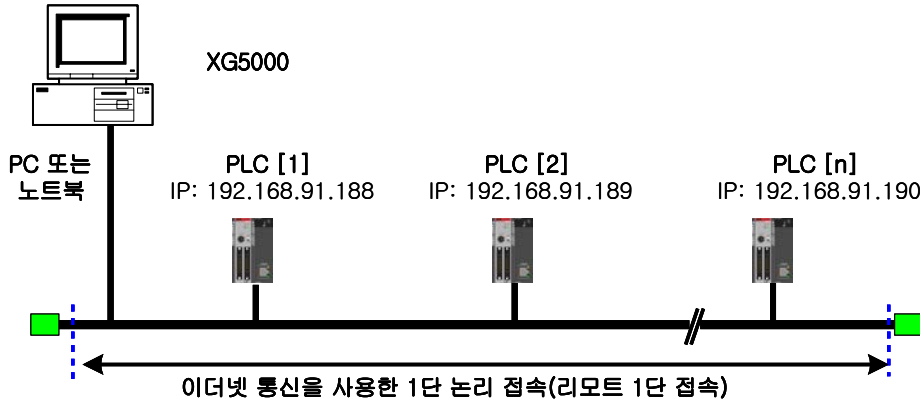 XG5000
PC 또는
노트북
PLC [1]
IP: 192.168.91.188
PLC [2]
IP: 192.168.91.189
PLC [n]
IP: 192.168.91.190
이더넷 통신을 사용한 1단 논리 접속(리모트 1단 접속)